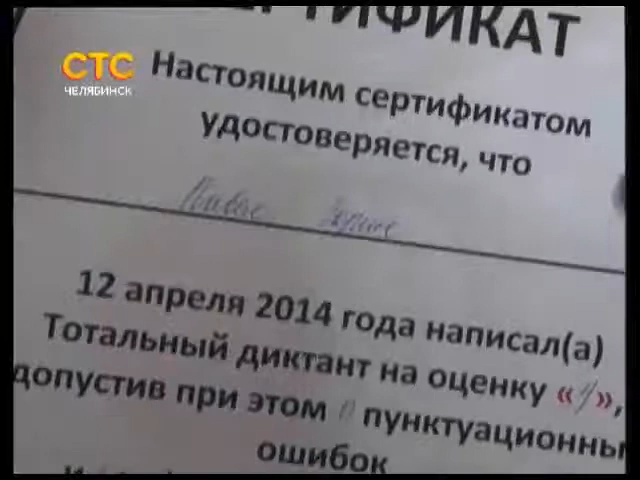 СЕРТИФИКАТ
СТС
ЧЕЛЯБИНСК
Настоящим сертификатом
удостоверяется, что
12 апреля 2014 года написал(а)
Тотальный диктант на оценку « »,
допустив при этом пунктуационны
ошибок